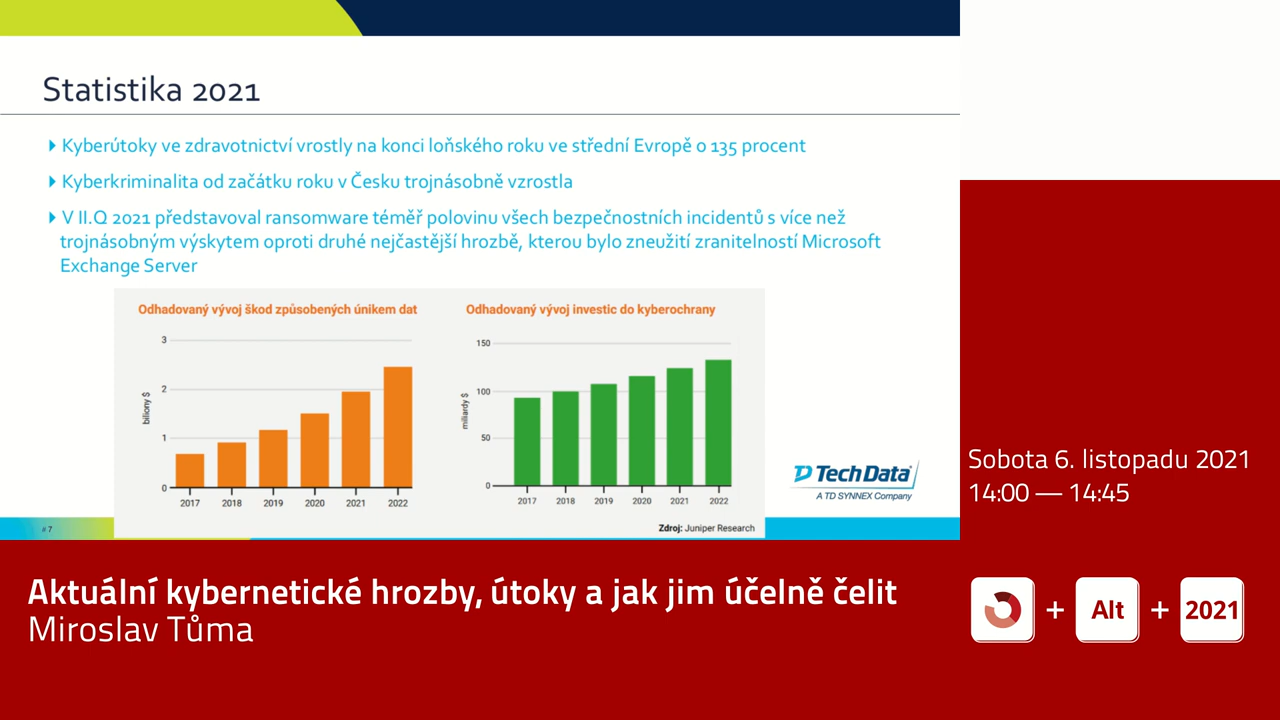 Statistika 2021
Kyberútoky ve zdravotnictví vrostly na konci loňského roku ve střední Evropě o 135 procent
Kyberkriminalita od začátku roku v Česku trojnásobně vzrostla
V II.Q 2021 představoval ransomware téměř polovinu všech bezpečnostních incidentů s více než
trojnásobným výskytem oproti druhé nejčastější hrozbě, kterou bylo zneužití zranitelností Microsoft
Exchange Server
Odhadovaný vývoj škod způsobených únikem dat
3
2
1
0
biliony $
2017 2018 2019 2020 2021 2022
Odhadovaný vývoj investic do kyberochrany
150
100
50
0
miliardy $
2017 2018 2019 2020 2021 2022
Zdroj: Juniper Research
TD Tech Data
A TD SYNNEX Company
# 7
Sobota 6. listopadu 2021
14:00 — 14:45
Aktuální kybernetické hrozby, útoky a jak jim účelně čelit
Miroslav Tůma
+ Alt + 2021